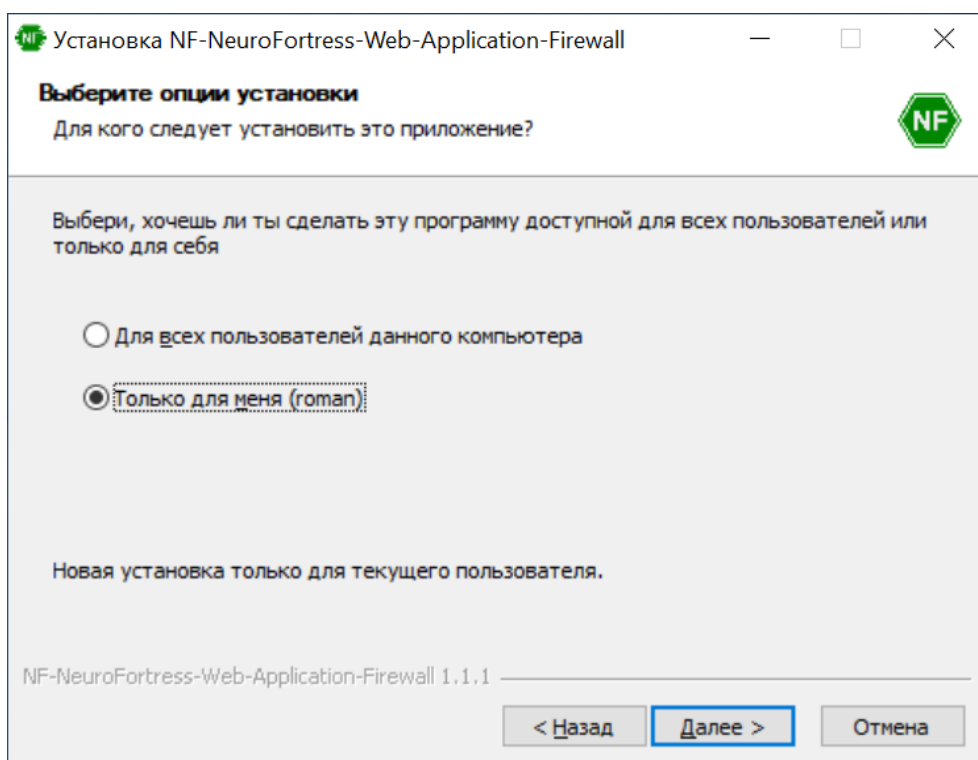 NF Установка NF-NeuroFortress-Web-Application-Firewall
Выберите опции установки
Для кого следует установить это приложение?
NF
Выбери, хочешь ли ты сделать эту программу доступной для всех пользователей или
только для себя
Для всех пользователей данного компьютера
Только для меня (roman)
Новая установка только для текущего пользователя.
NF-NeuroFortress-Web-Application-Firewall 1.1.1
< Назад Далее > Отмена